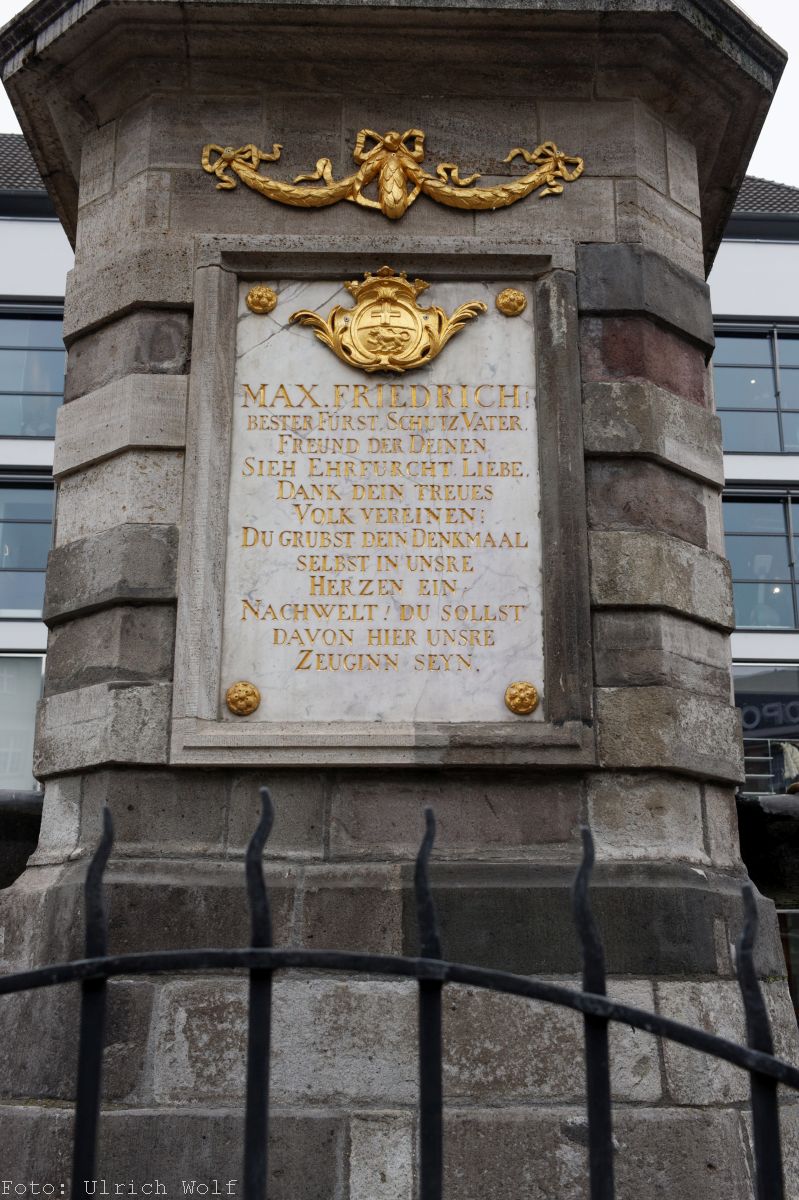 MAX. FRIEDRICH!
BESTER FÜRST. SCHUTZ VATER.
FREUND DER DEINEN
SIEH EHRFURCHT. LIEBE.
DANK DEIN TREUES
VOLK VEREINEN!
DU GRUBST DEIN DENKMAAL
SELBST IN UNSRE
HERZEN EIN,
NACHWELT! DU SOLLST
DAVON HIER UNSRE
ZEUGINN SEYN.
Foto: Ulrich Wolf